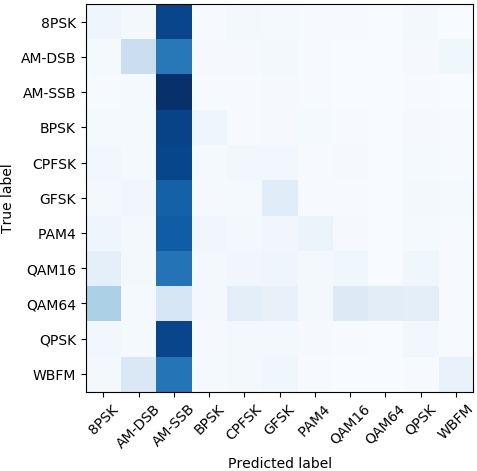 True label
8PSK
AM-DSB
AM-SSB
BPSK
CPFSK
GFSK
PAM4
QAM16
QAM64
QPSK
WBFM
8PSK AM-DSB AM-SSB BPSK CPFSK GFSK PAM4 QAM16 QAM64 QPSK WBFM
Predicted label